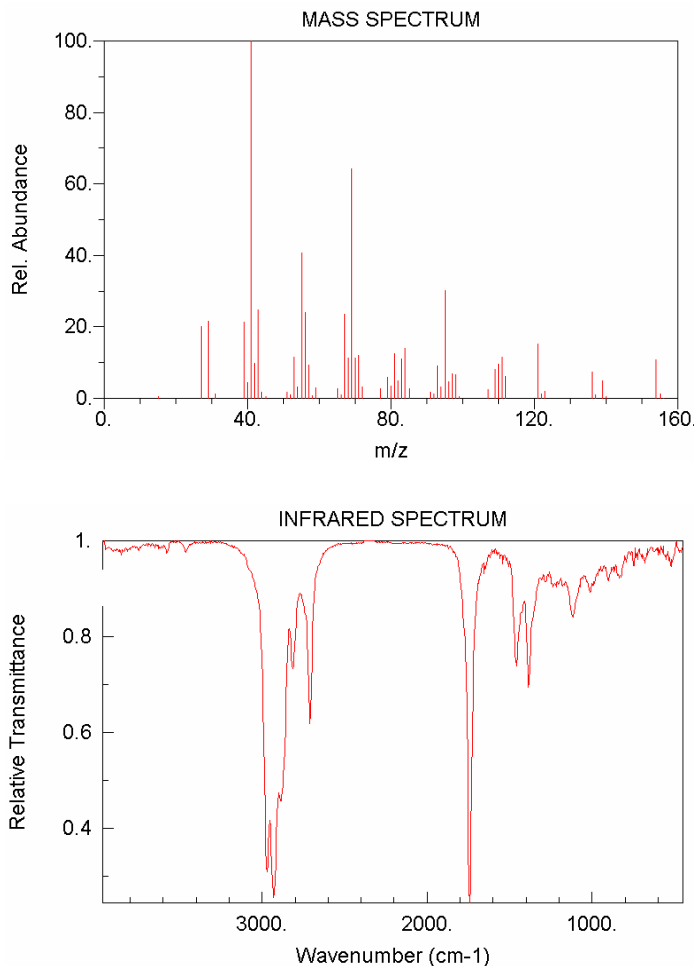 MASS SPECTRUM
100.
80.
60.
40.
20.
0.
Rel. Abundance
0. 40. 80. 120. 160.
m/z
INFRARED SPECTRUM
1.
0.8
0.6
0.4
Relative Transmittance
3000. 2000. 1000.
Wavenumber (cm-1)